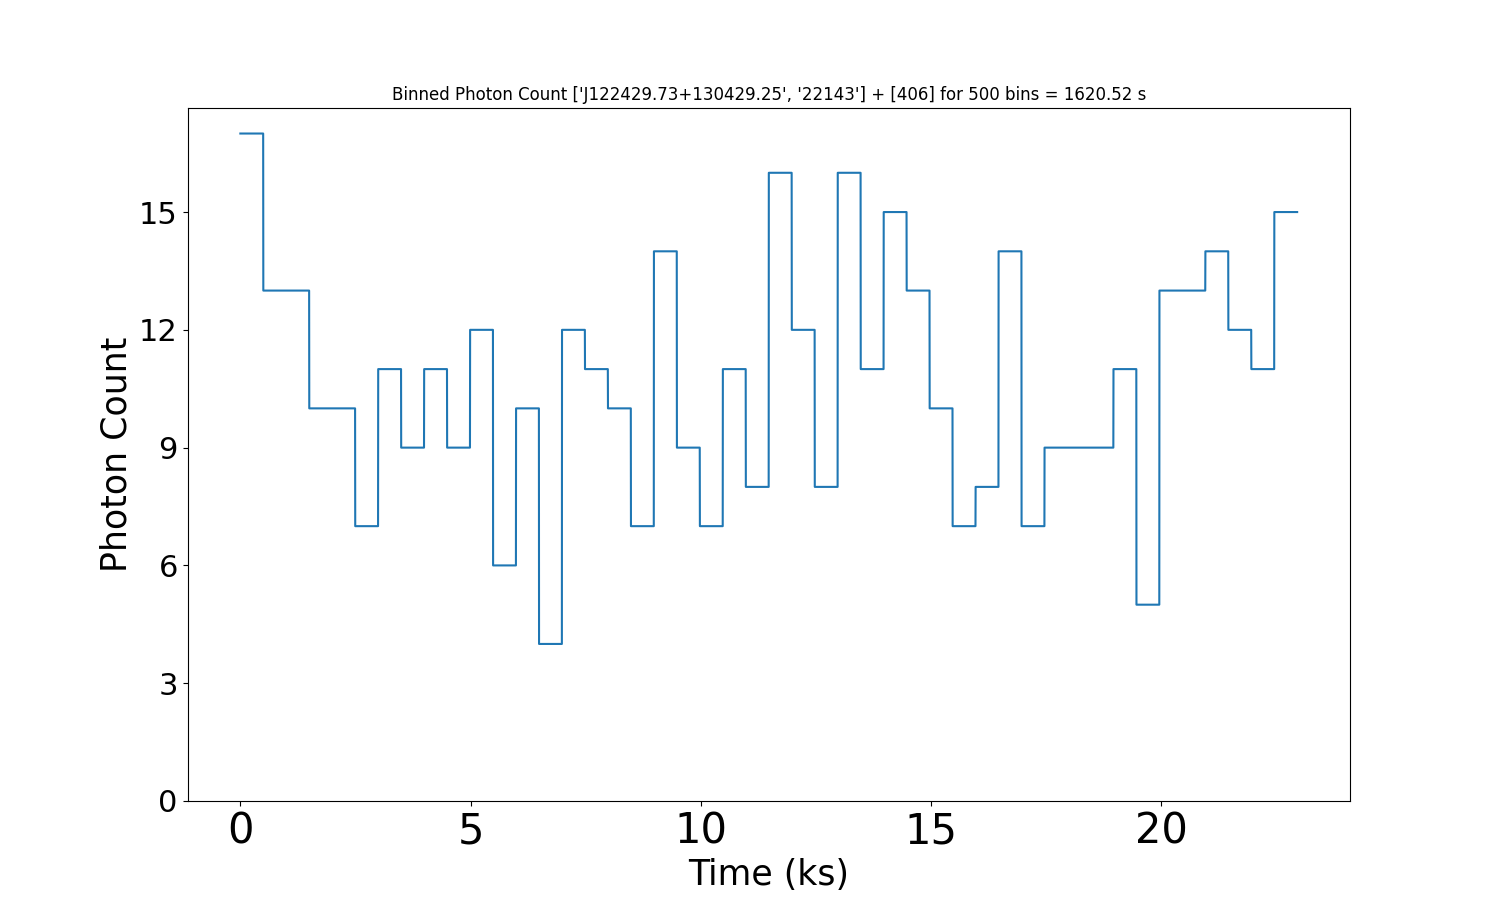 Binned Photon Count ['J122429.73+130429.25', '22143'] + [406] for 500 bins = 1620.52 s
15
12
9
6
3
0
Photon Count
0 5 10 15 20
Time (ks)